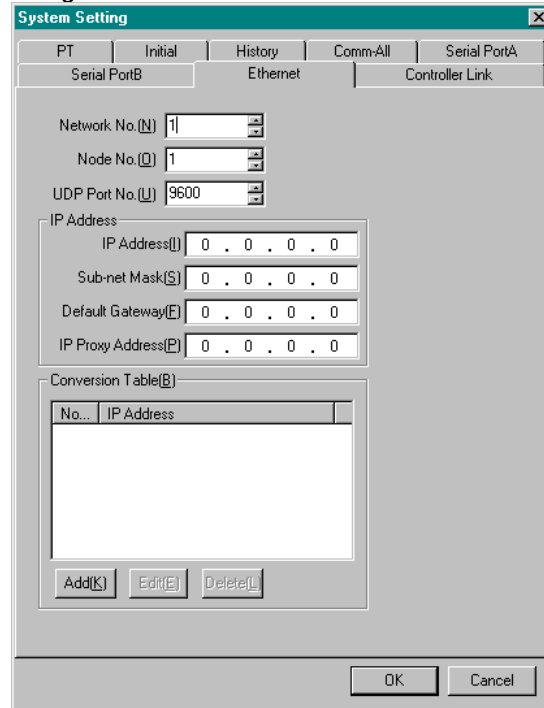 System Setting
PT Initial History Comm-All Serial PortA
Serial PortB Ethernet Controller Link
Network No.(N) 1
Node No.(O) 1
UDP Port No.(U) 9600
IP Address
IP Address(I) 0 . 0 . 0 . 0
Sub-net Mask(S) 0 . 0 . 0 . 0
Default Gateway(F) 0 . 0 . 0 . 0
IP Proxy Address(P) 0 . 0 . 0 . 0
Conversion Table(B)
No... IP Address
Add(K) Edit(E) Delete(L)
OK Cancel